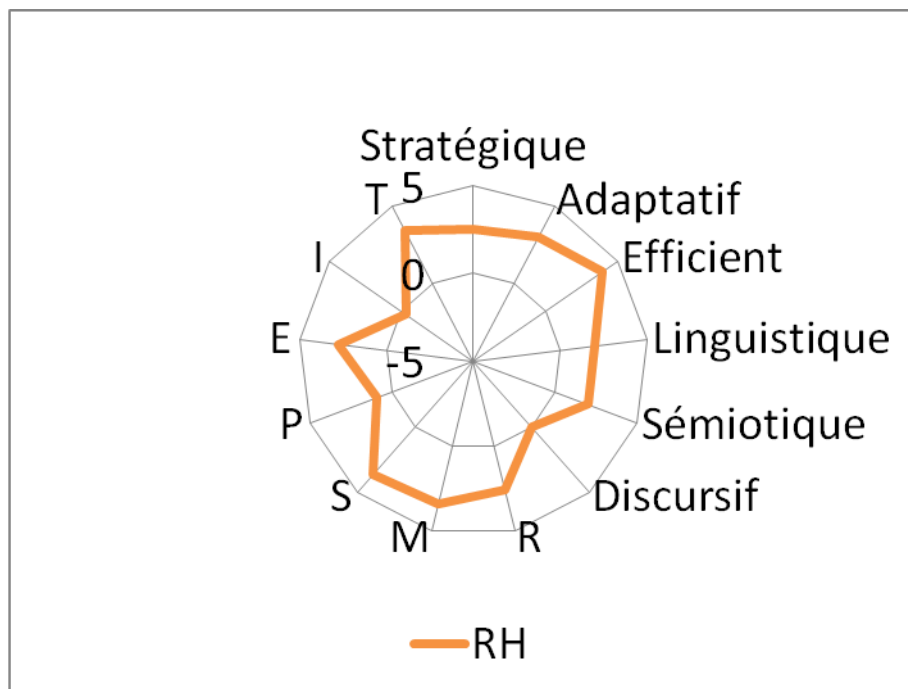 Stratégique
T
5
Adaptatif
I
0
Efficient
E
-5
Linguistique
P
Sémiotique
S
Discursif
M
R
RH